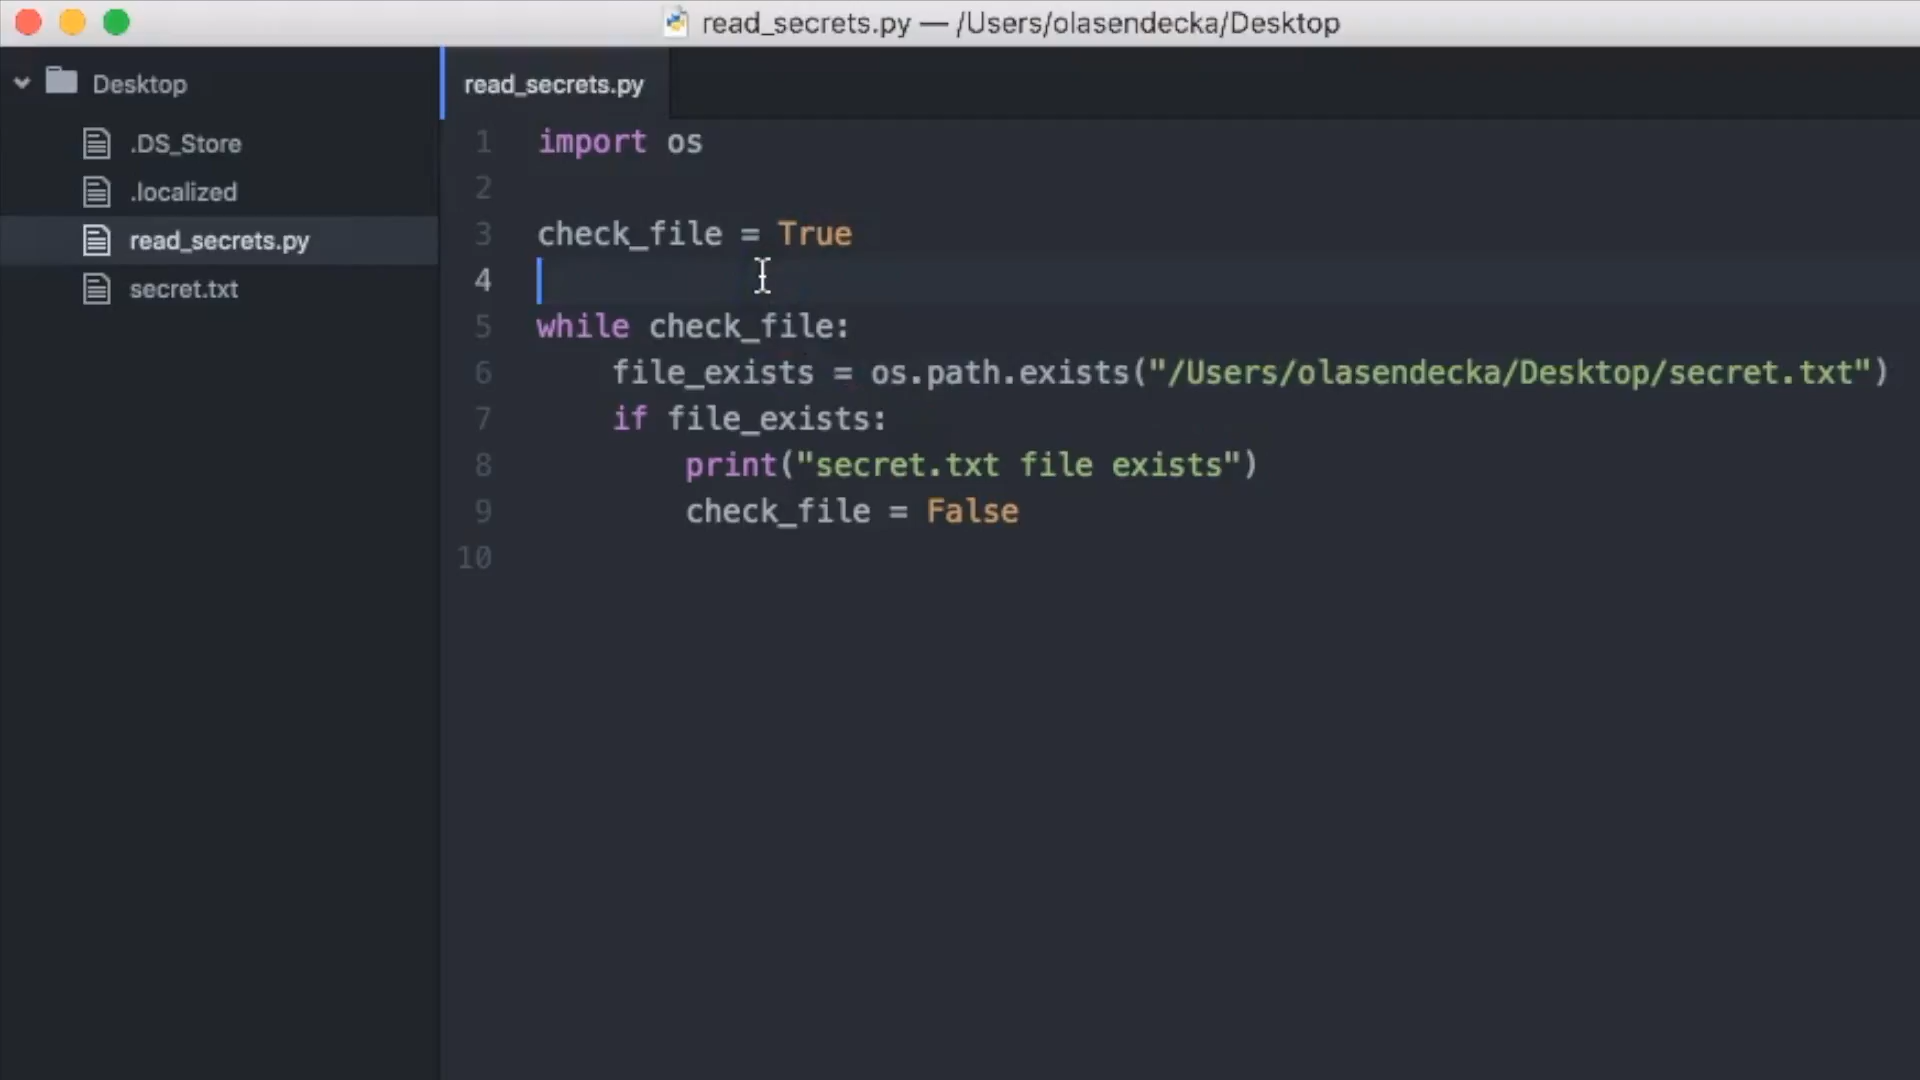 read_secrets.py — /Users/olasendecka/Desktop
Desktop
.DS_Store
.localized
read_secrets.py
secret.txt
read_secrets.py
1 import os
2
3 check_file = True
4
5 while check_file:
6 file_exists = os.path.exists("/Users/olasendecka/Desktop/secret.txt")
7 if file_exists:
8 print("secret.txt file exists")
9 check_file = False
10